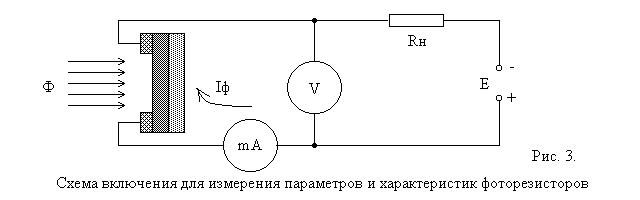 Rн
Ф
Iф
V
E
-
+
mA
Рис. 3.
Схема включения для измерения параметров и характеристик фоторезисторов